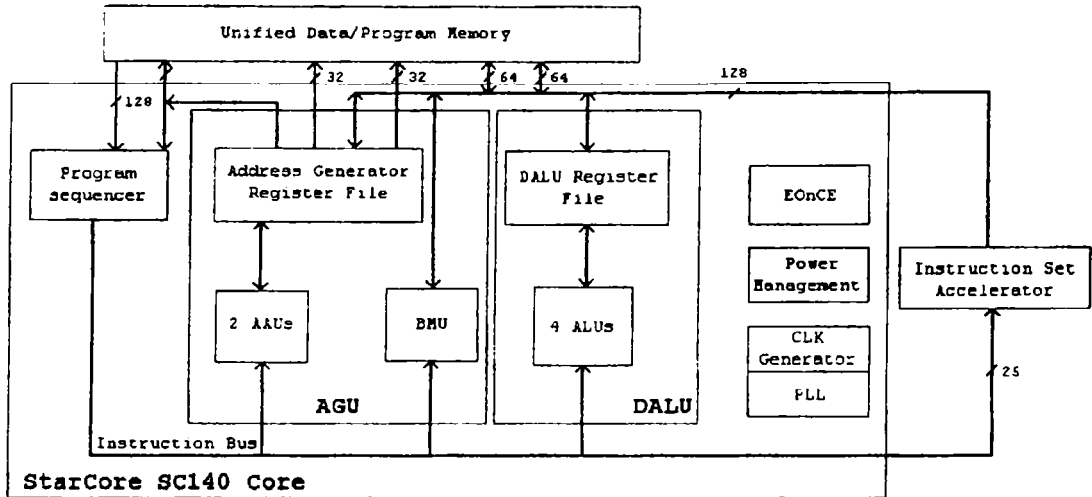 Unified Data/Program Memory
128
32
32
64
64
128
Program
sequencer
Address Generator
Register File
DALU Register
File
EOnCE
Power
Management
Instruction Set
Accelerator
2 AAUs
BMU
4 ALUs
CLK
Generator
PLL
25
AGU
DALU
Instruction Bus
StarCore SC140 Core